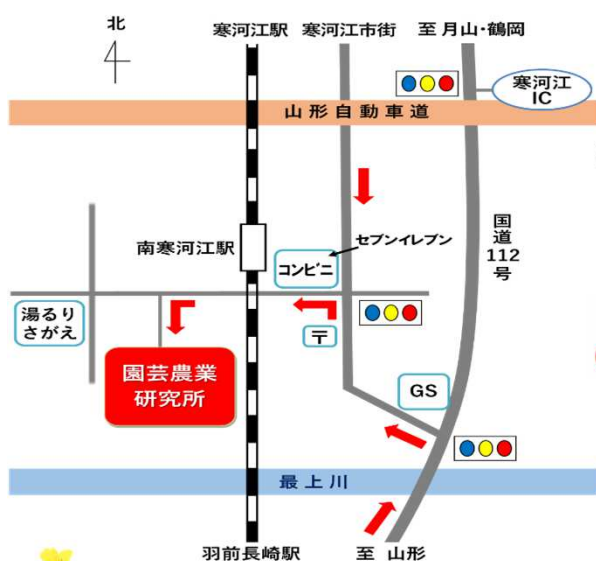 北
寒河江駅
寒河江市街
至 月山・鶴岡
寒河江
IC
山形自動車道
国道
112
号
南寒河江駅
セブンイレブン
コンビニ
湯るり
さがえ
〒
園芸農業
研究所
GS
最上川
羽前長崎駅
至 山形